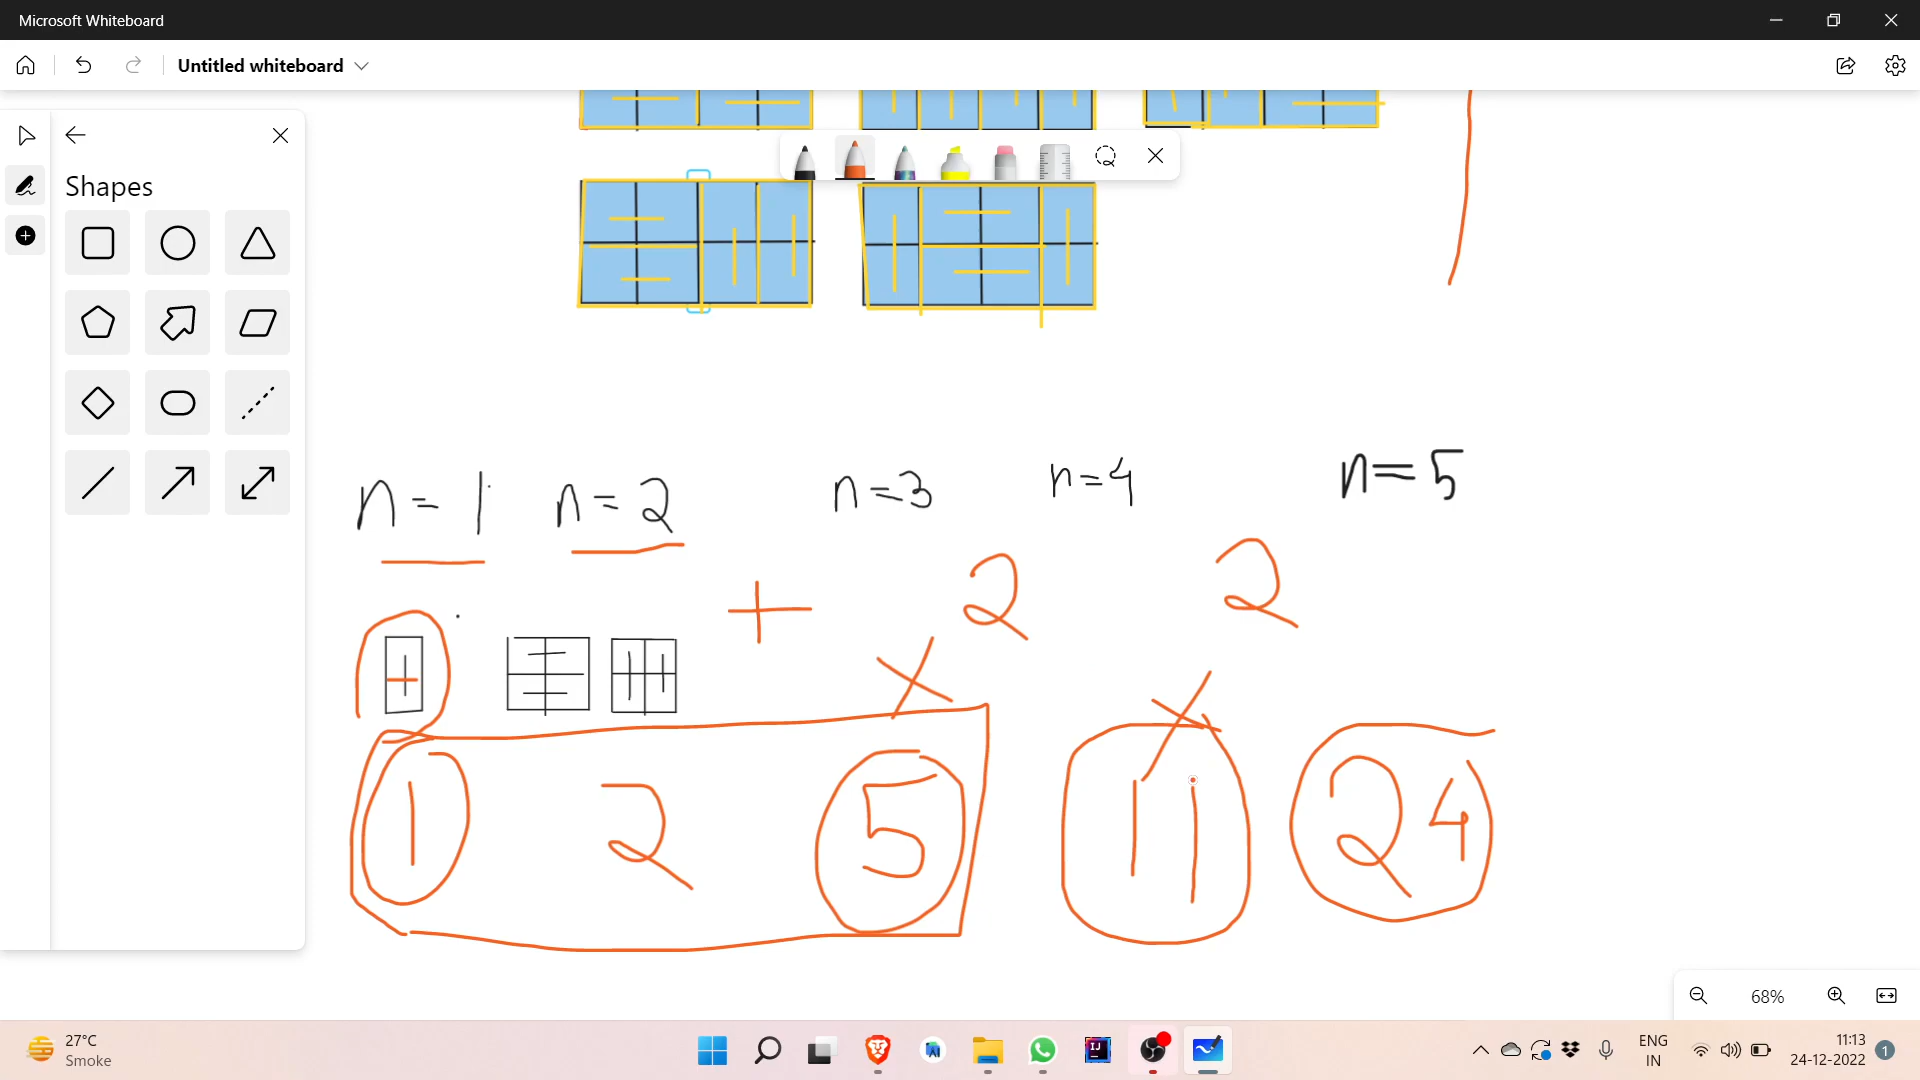 Microsoft Whiteboard
Untitled whiteboard
Shapes
n = 1 n = 2 n = 3 n = 4 n = 5
+ 2 2
x x
1 2 5 11 24
68%
27°C
Smoke
ENG
IN
11:13
24-12-2022
1